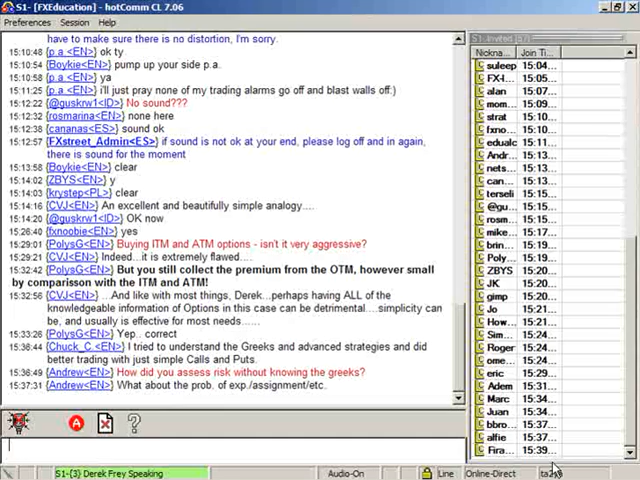 S1- [FXEducation] - hotComm CL 7.06
Preferences Session Help
have to make sure there is no distortion, I'm sorry.
15:10:48 {p.a.<EN>} ok ty
15:10:54 {Boykie<EN>} pump up your side p.a.
15:10:58 {p.a.<EN>} ya
15:11:25 {p.a.<EN>} i'll just pray none of my trading alarms go off and blast walls off:)
15:12:22 {@guskrw1<ID>} No sound???
15:12:32 {rosmarina<EN>} none here
15:12:38 {cananas<ES>} sound ok
15:12:57 {FXstreet_Admin<ES>} if sound is not ok at your end, please log off and in again,
there is sound for the moment
15:13:58 {Boykie<EN>} clear
15:14:02 {ZBYS<EN>} y
15:14:03 {krystep<PL>} clear
15:14:16 {CVJ<EN>} An excellent and beautifully simple analogy....
15:14:20 {@guskrw1<ID>} OK now
15:26:40 {fxnoobie<EN>} yes
15:29:01 {PolysG<EN>} Buying ITM and ATM options - isn't it very aggressive?
15:29:21 {CVJ<EN>} Indeed...it is extremely flawed....
15:32:42 {PolysG<EN>} But you still collect the premium from the OTM, however small
by comparisson with the ITM and ATM!
15:32:56 {CVJ<EN>} ...And like with most things, Derek...perhaps having ALL of the
knowledgeable information of Options in this case can be detrimental....simplicity can
be, and usually is effective for most needs......
15:33:26 {PolysG<EN>} Yep.. correct
15:36:44 {Chuck_C.<EN>} I tried to understand the Greeks and advanced strategies and did
better trading with just simple Calls and Puts.
15:36:49 {Andrew<EN>} How did you assess risk without knowing the greeks?
15:37:31 {Andrew<EN>} What about the prob. of exp./assignment/etc.
A X ?
S1-{3} Derek Frey Speaking Audio-On Line Online-Direct
S1 Invited (57)
Nickna... Join Ti...
suleep 15:04...
FX-I... 15:05...
alan 15:07...
mom... 15:09...
strat 15:10...
fxno... 15:10...
edualc 15:11...
Andr... 15:13...
nets... 15:13...
can... 15:13...
terseli 15:15...
@gu... 15:15...
rosm... 15:15...
mike... 15:17...
brin... 15:19...
Poly... 15:19...
ZBYS 15:20...
JK 15:20...
gimp 15:20...
Jo 15:21...
How... 15:21...
Sim... 15:24...
Roger 15:24...
ome... 15:24...
eric 15:29...
Adem 15:31...
Marc 15:34...
Juan 15:34...
bbro... 15:37...
alfie 15:37...
Fira... 15:39...